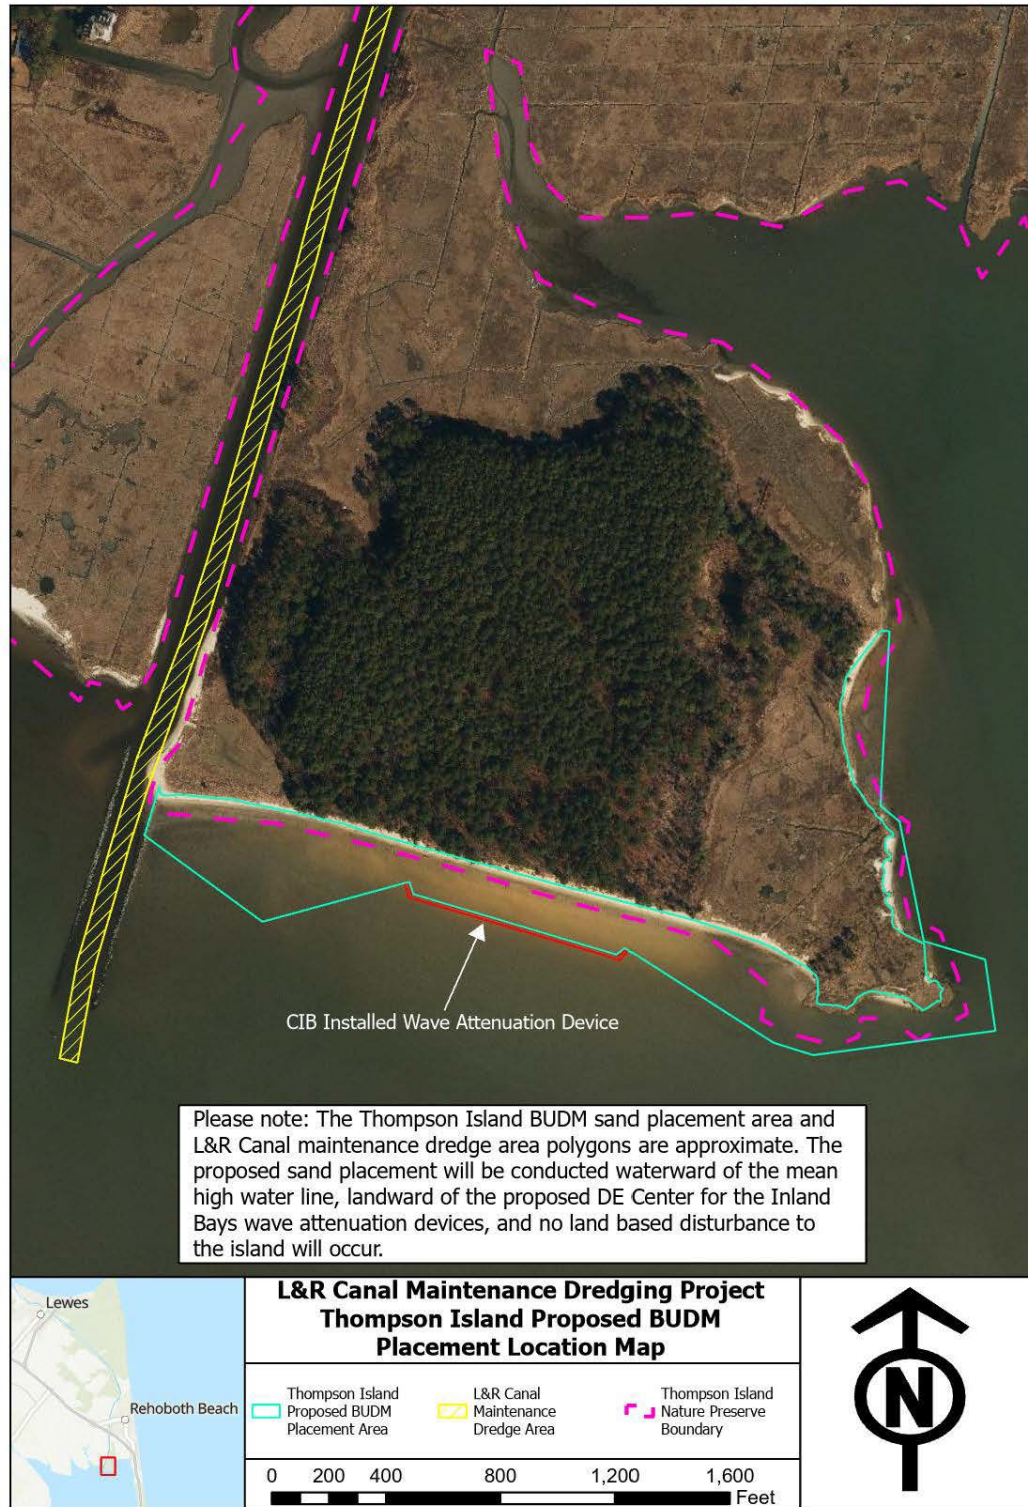 CIB Installed Wave Attenuation Device
Please note: The Thompson Island BUDM sand placement area and
L&R Canal maintenance dredge area polygons are approximate. The
proposed sand placement will be conducted waterward of the mean
high water line, landward of the proposed DE Center for the Inland
Bays wave attenuation devices, and no land based disturbance to
the island will occur.
Lewes
Rehoboth Beach
L&R Canal Maintenance Dredging Project
Thompson Island Proposed BUDM
Placement Location Map
Thompson Island
Proposed BUDM
Placement Area
L&R Canal
Maintenance
Dredge Area
Thompson Island
Nature Preserve
Boundary
0 200 400 800 1,200 1,600
Feet
N